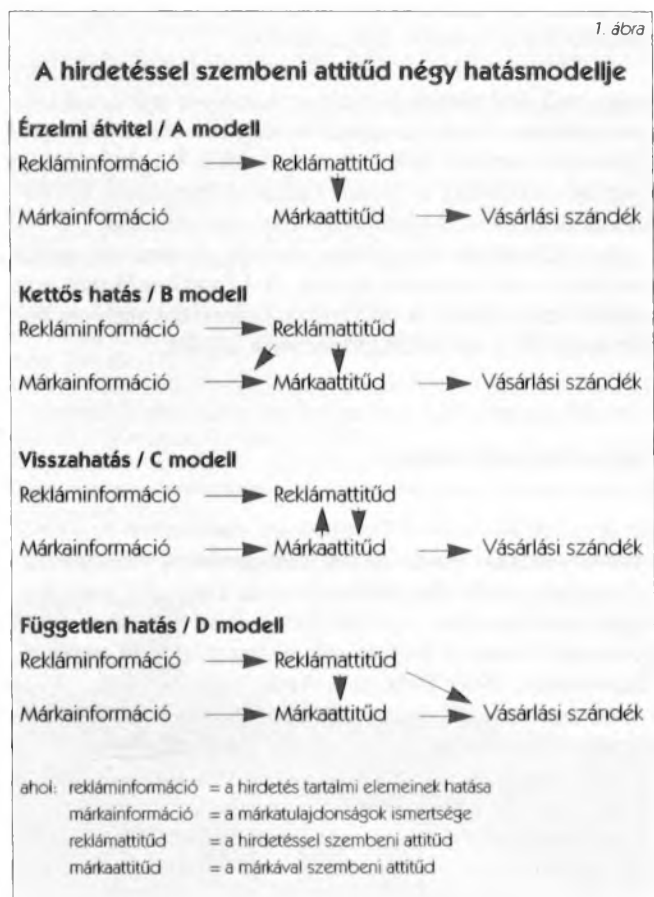 1. ábra
A hirdetéssel szembeni attitűd négy hatásmodellje
Érzelmi átvitel / A modell
Rekláminformáció Reklámattitűd
Márkainformáció Márkaattitűd Vásárlási szándék
Kettős hatás / B modell
Rekláminformáció Reklámattitűd
Márkainformáció Márkaattitűd Vásárlási szándék
Visszahatás / C modell
Rekláminformáció Reklámattitűd
Márkainformáció Márkaattitűd Vásárlási szándék
Független hatás / D modell
Rekláminformáció Reklámattitűd
Márkainformáció Márkaattitűd Vásárlási szándék
ahol: rekláminformáció = a hirdetés tartalmi elemeinek hatása
márkainformáció = a márkatulajdonságok ismertsége
reklámattitűd = a hirdetéssel szembeni attitűd
márkaattitűd = a márkával szembeni attitűd